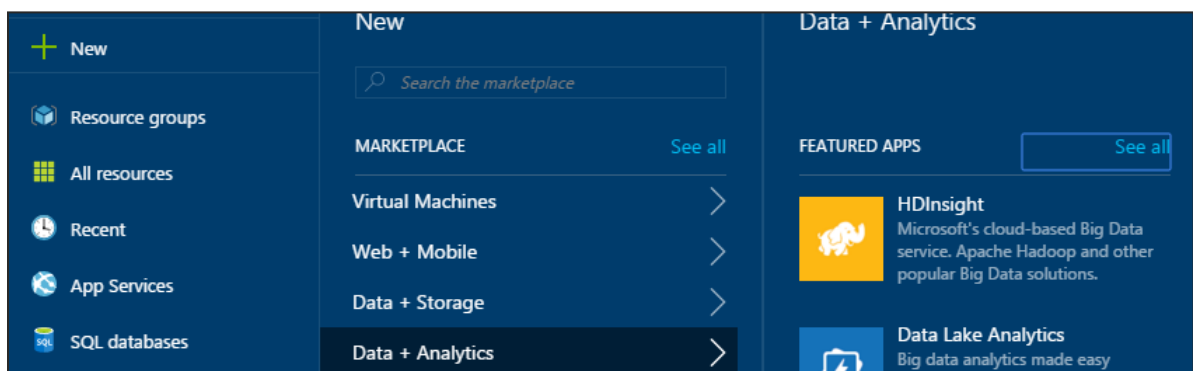 New
Resource groups
All resources
Recent
App Services
SQL databases
New
Search the marketplace
MARKETPLACE See all
Virtual Machines
Web + Mobile
Data + Storage
Data + Analytics
Data + Analytics
FEATURED APPS See all
HDInsight
Microsoft's cloud-based Big Data
service. Apache Hadoop and other
popular Big Data solutions.
Data Lake Analytics
Big data analytics made easy